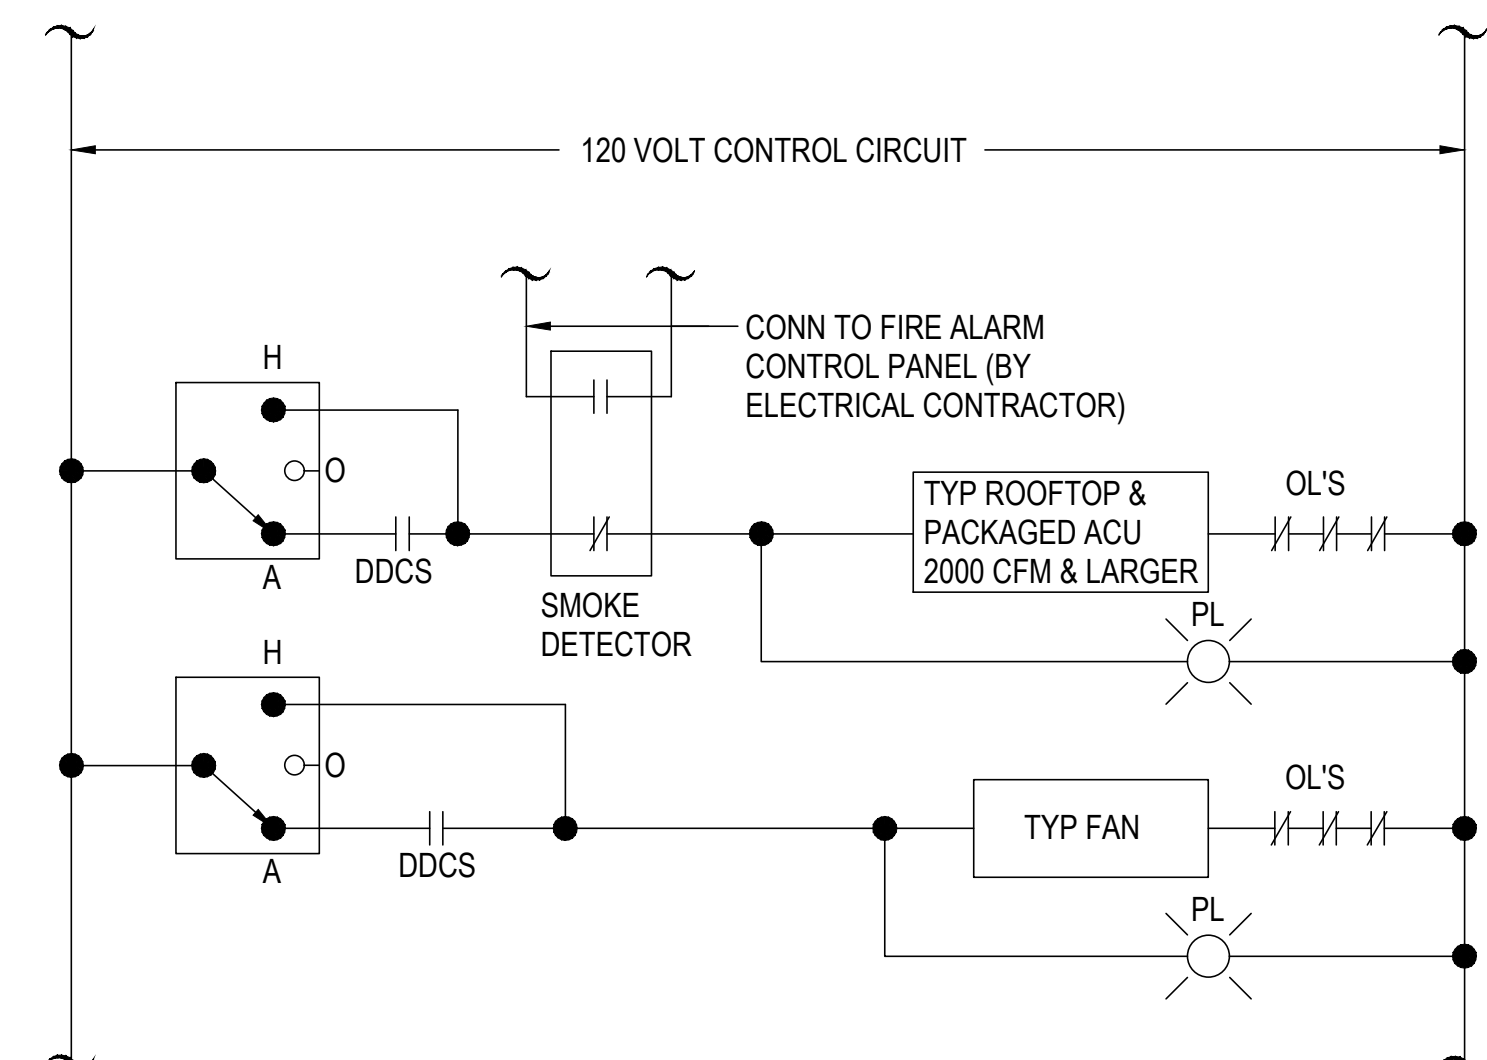 120 VOLT CONTROL CIRCUIT
CONN TO FIRE ALARM
CONTROL PANEL (BY
ELECTRICAL CONTRACTOR)
H
O
A
DDCS
SMOKE
DETECTOR
TYP ROOFTOP &
PACKAGED ACU
2000 CFM & LARGER
OL'S
PL
H
O
A
DDCS
TYP FAN
OL'S
PL